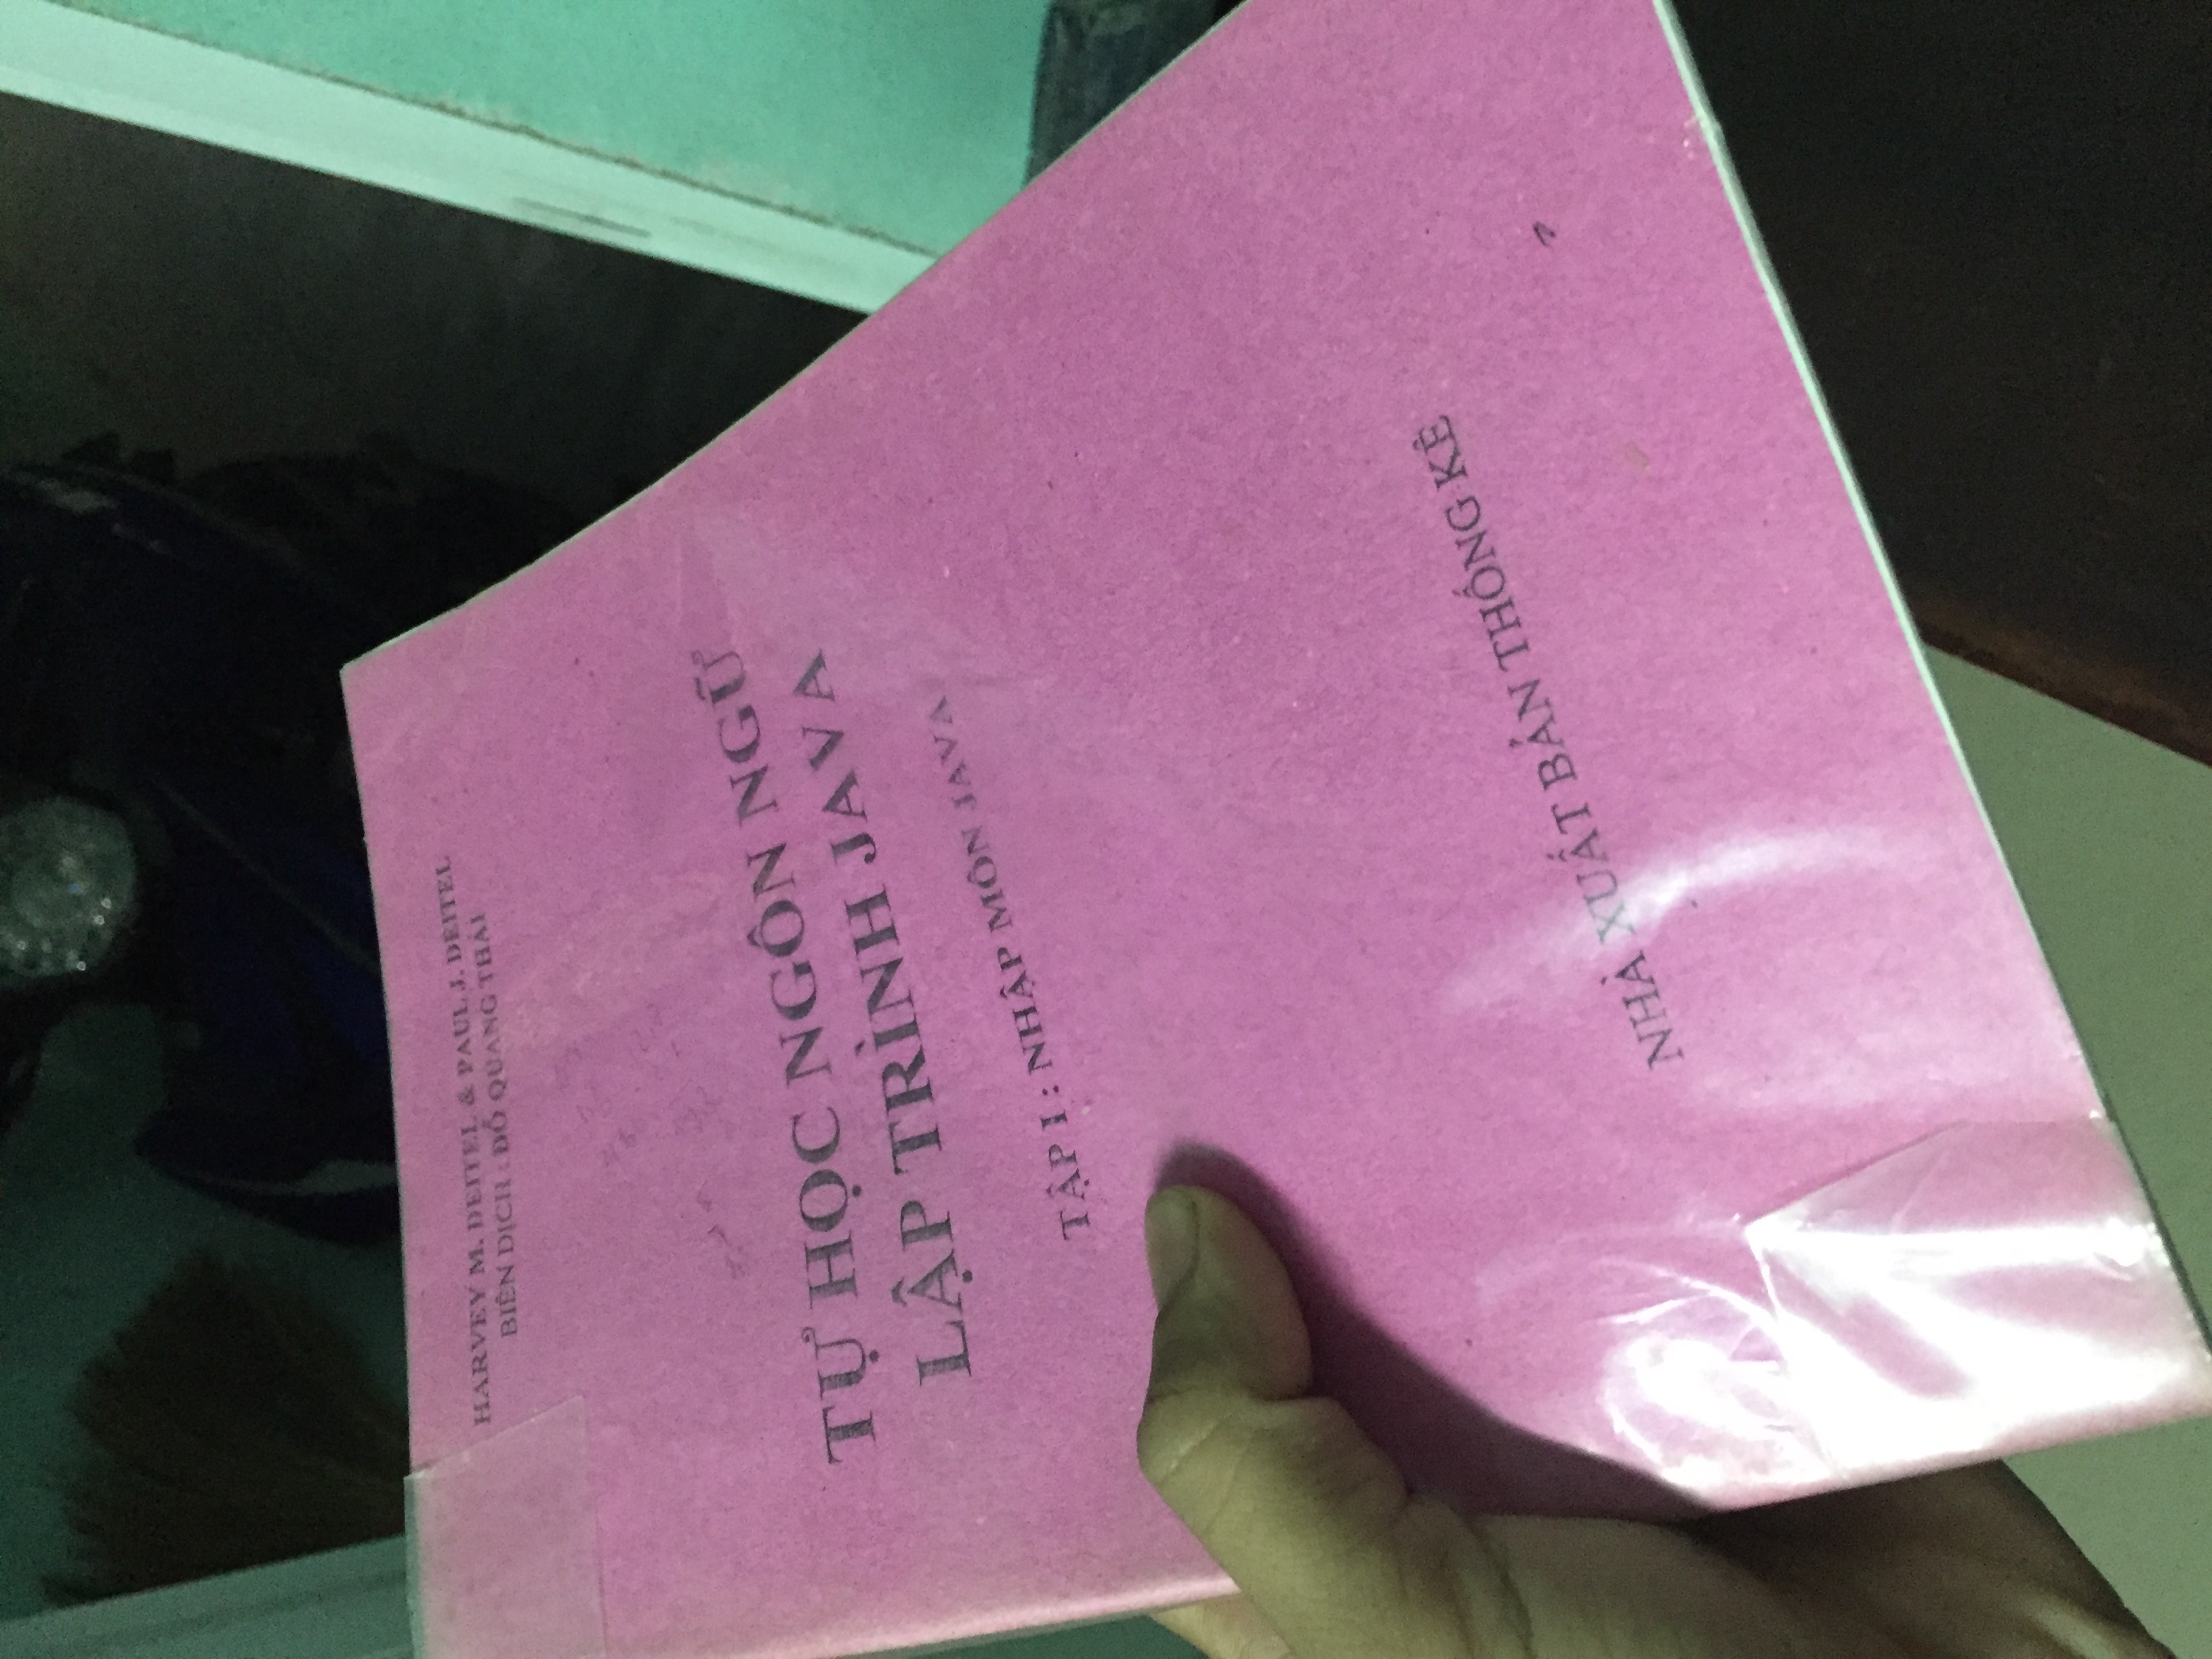 HARVEY M. DEITEL & PAUL J. DEITEL
BIÊN DỊCH : ĐỖ QUANG THÁI
TỰ HỌC NGÔN NGỮ
LẬP TRÌNH JAVA
TẬP I : NHẬP MÔN JAVA
NHÀ XUẤT BẢN THỐNG KÊ